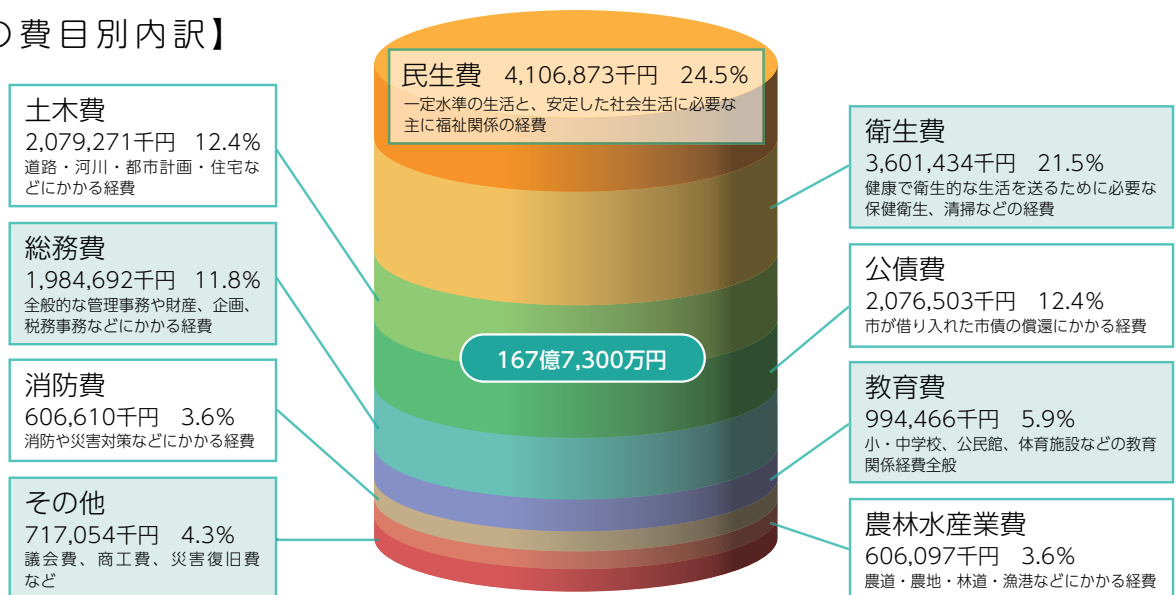 の費目別内訳】
民生費 4,106,873千円 24.5%
一定水準の生活と、安定した社会生活に必要な
主に福祉関係の経費
土木費
2,079,271千円 12.4%
道路・河川・都市計画・住宅な
どにかかる経費
総務費
1,984,692千円 11.8%
全般的な管理事務や財産、企画、
税務事務などにかかる経費
消防費
606,610千円 3.6%
消防や災害対策などにかかる経費
その他
717,054千円 4.3%
議会費、商工費、災害復旧費
など
167億7,300万円
衛生費
3,601,434千円 21.5%
健康で衛生的な生活を送るために必要な
保健衛生、清掃などの経費
公債費
2,076,503千円 12.4%
市が借り入れた市債の償還にかかる経費
教育費
994,466千円 5.9%
小・中学校、公民館、体育施設などの教育
関係経費全般
農林水産業費
606,097千円 3.6%
農道・農地・林道・漁港などにかかる経費